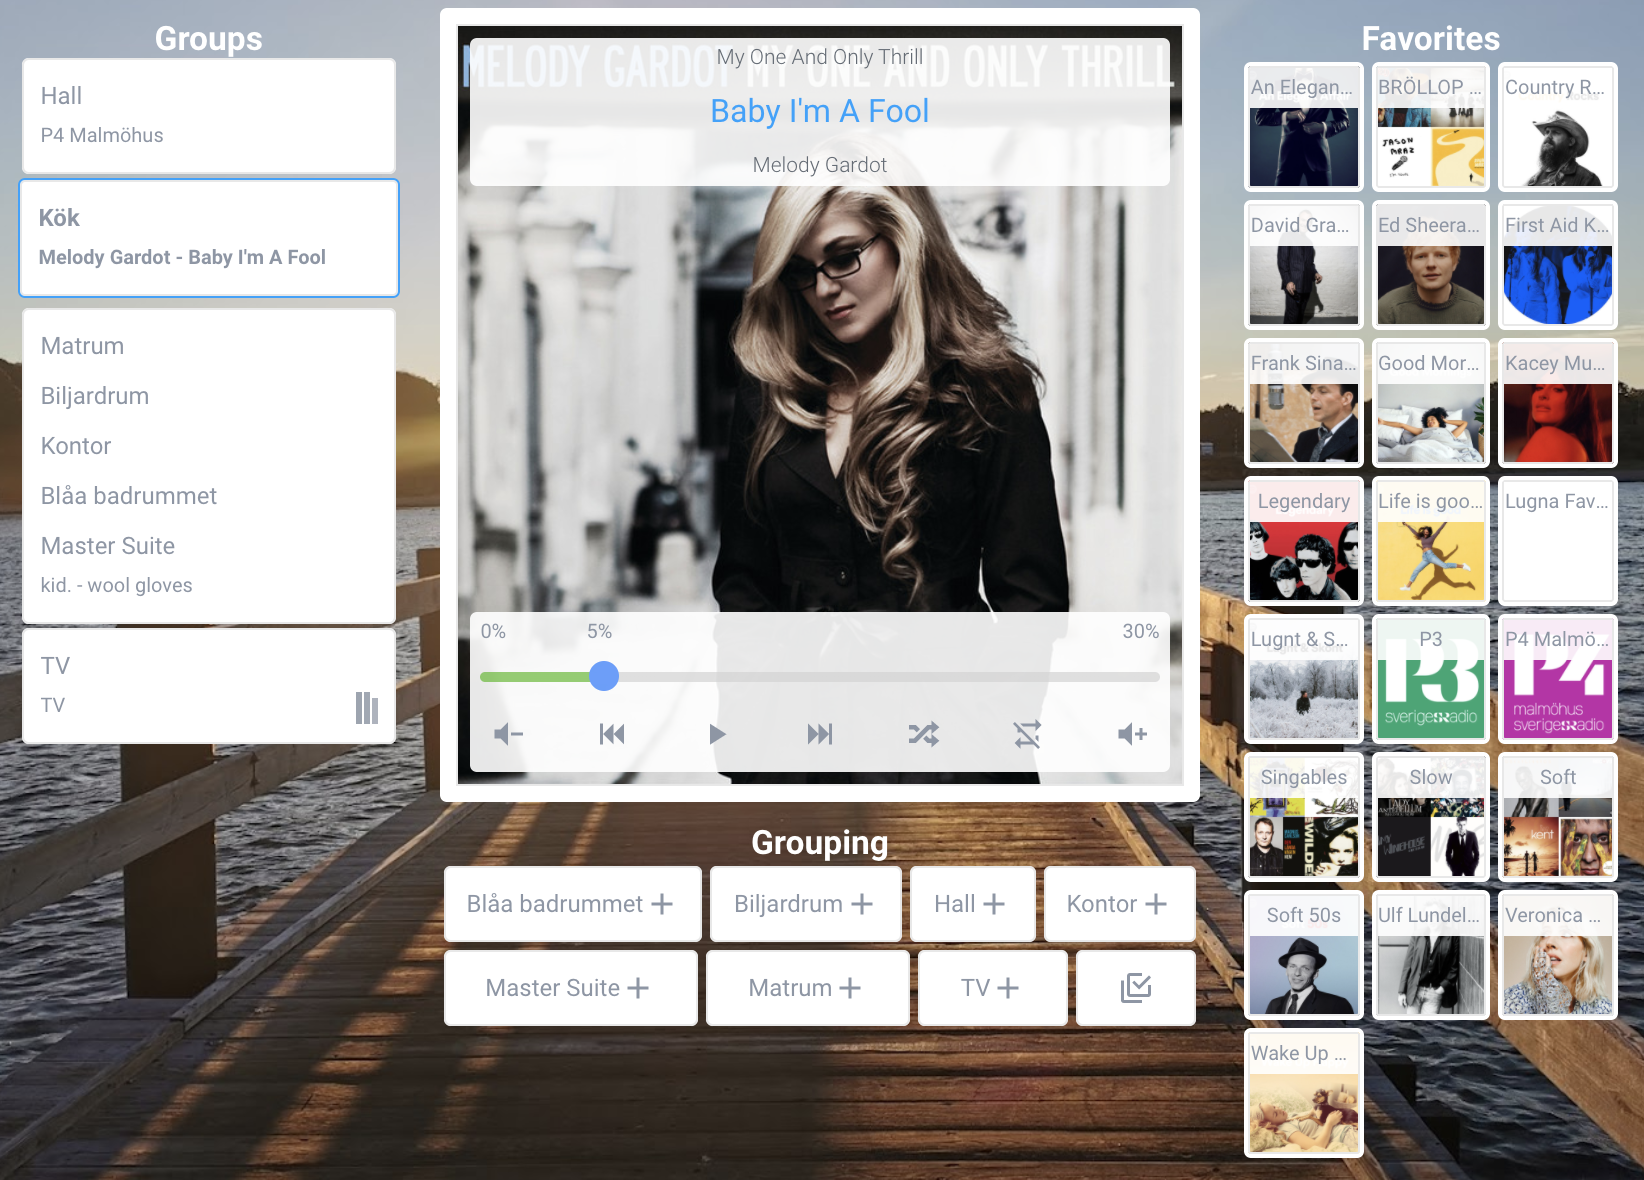 Groups
Hall
P4 Malmöhus
Kök
Melody Gardot - Baby I'm A Fool
Matrum
Biljardrum
Kontor
Blåa badrummet
Master Suite
kid. - wool gloves
TV
TV
MELODY GARDOT MY ONE AND ONLY THRILL
My One And Only Thrill
Baby I'm A Fool
Melody Gardot
0% 5% 30%
Grouping
Blåa badrummet
Biljardrum
Hall
Kontor
Master Suite
Matrum
TV
Favorites
An Elegan...
BRÖLLOP ...
JASON
MRAZ
Country R...
David Gra...
Ed Sheera...
First Aid K...
Frank Sina...
Good Mor...
Kacey Mu...
Legendary
Life is goo...
Lugna Fav...
Lugnt & S...
P3
P3
sverigesradio
P4 Malmö...
P4
malmöhus
sverigesradio
Singables
WILDE
Slow
Soft
kent
Soft 50s
Ulf Lundel...
Veronica ...
Wake Up ...